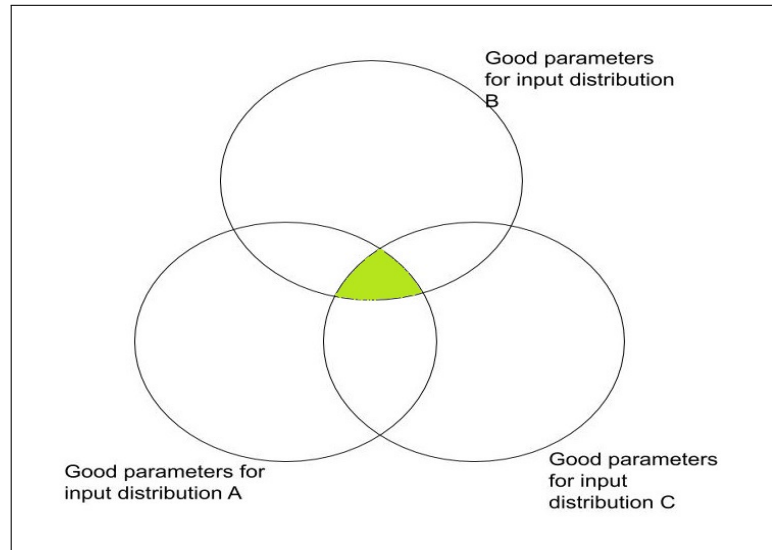 Good parameters
for input distribution
B
Good parameters for
input distribution A
Good parameters
for input
distribution C